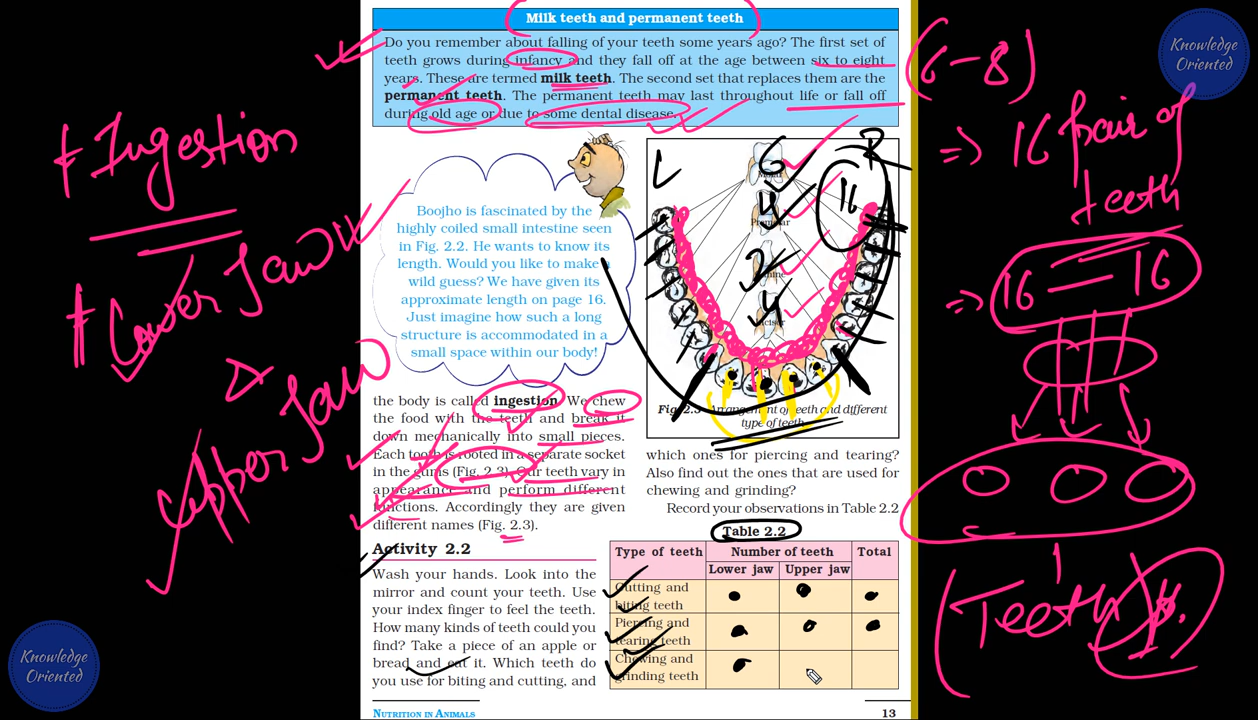 Milk teeth and permanent teeth
Do you remember about falling of your teeth some years ago? The first set of
teeth grows during infancy and they fall off at the age between six to eight
years. These are termed milk teeth. The second set that replaces them are the
permanent teeth. The permanent teeth may last throughout life or fall off
during old age or due to some dental disease.
Boojho is fascinated by the
highly coiled small intestine seen
in Fig. 2.2. He wants to know its
length. Would you like to make a
wild guess? We have given its
approximate length on page 16.
Just imagine how such a long
structure is accommodated in a
small space within our body!
the body is called ingestion. We chew
the food with the teeth and break it
down mechanically into small pieces.
Each tooth is rooted in a separate socket
in the gums (Fig. 2.3). Our teeth vary in
appearance and perform different
functions. Accordingly they are given
different names (Fig. 2.3).
Activity 2.2
Wash your hands. Look into the
mirror and count your teeth. Use
your index finger to feel the teeth.
How many kinds of teeth could you
find? Take a piece of an apple or
bread and eat it. Which teeth do
you use for biting and cutting, and
L
R
6
4
2
4
16
Fig. 2.3 Arrangement of teeth and different
type of teeth
which ones for piercing and tearing?
Also find out the ones that are used for
chewing and grinding?
Record your observations in Table 2.2
Table 2.2
Type of teeth Number of teeth Total
Lower jaw Upper jaw
Cutting and
biting teeth
Piercing and
tearing teeth
Chewing and
grinding teeth
NUTRITION IN ANIMALS
13
# Ingestion
# Lower Jaw
Upper Jaw
(6-8)
=> 16 pair of
teeth
=> 16 = 16
Teeth
Knowledge
Oriented
Knowledge
Oriented